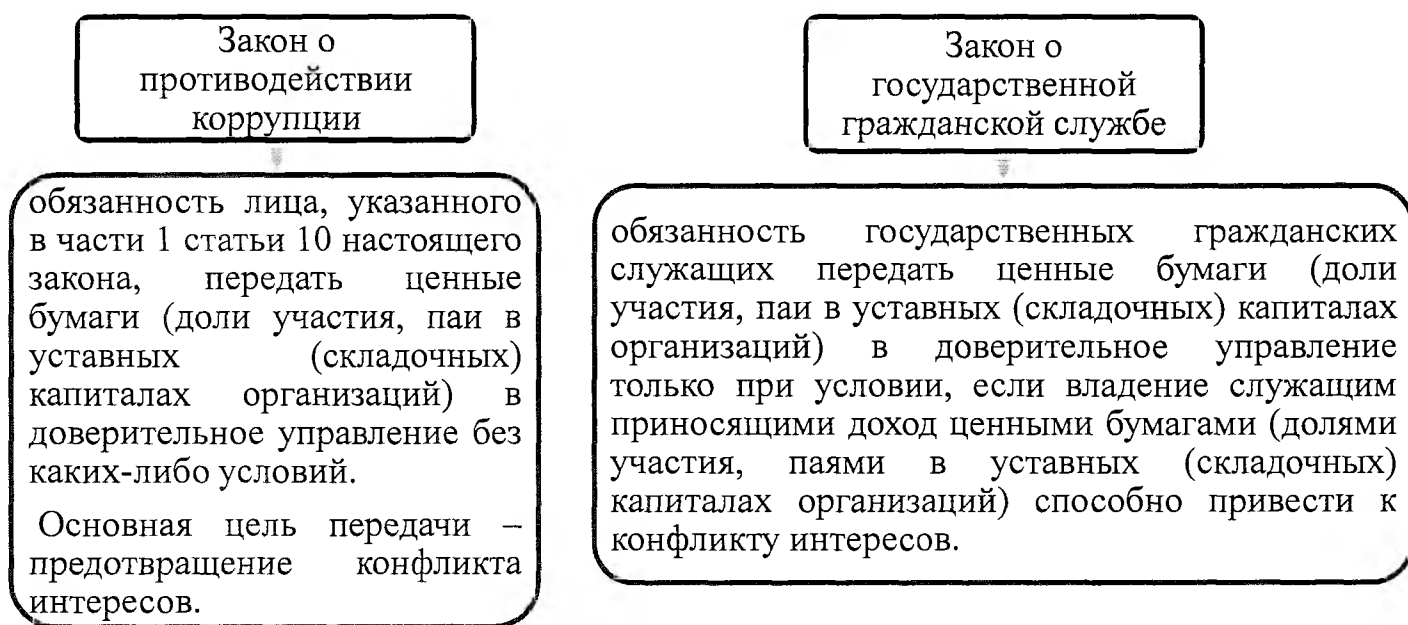 Закон о
противодействии
коррупции
обязанность лица, указанного
в части 1 статьи 10 настоящего
закона, передать ценные
бумаги (доли участия, паи в
уставных (складочных)
капиталах организаций) в
доверительное управление без
каких-либо условий.
Основная цель передачи –
предотвращение конфликта
интересов.
Закон о
государственной
гражданской службе
обязанность государственных гражданских
служащих передать ценные бумаги (доли
участия, паи в уставных (складочных) капиталах
организаций) в доверительное управление
только при условии, если владение служащим
приносящими доход ценными бумагами (долями
участия, паями в уставных (складочных)
капиталах организаций) способно привести к
конфликту интересов.